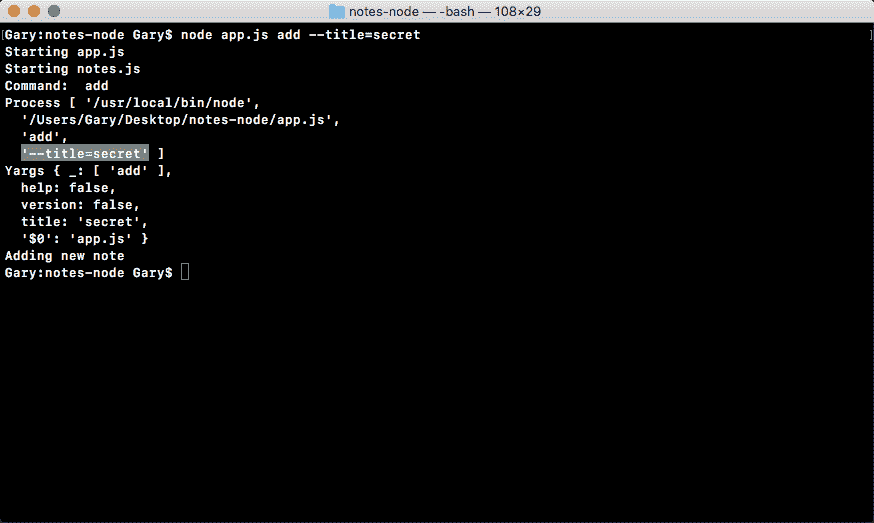 notes-node — -bash — 108×29
Gary:notes-node Gary$ node app.js add --title=secret
Starting app.js
Starting notes.js
Command:  add
Process [ '/usr/local/bin/node',
  '/Users/Gary/Desktop/notes-node/app.js',
  'add',
  '--title=secret' ]
Yargs { _: [ 'add' ],
  help: false,
  version: false,
  title: 'secret',
  '$0': 'app.js' }
Adding new note
Gary:notes-node Gary$